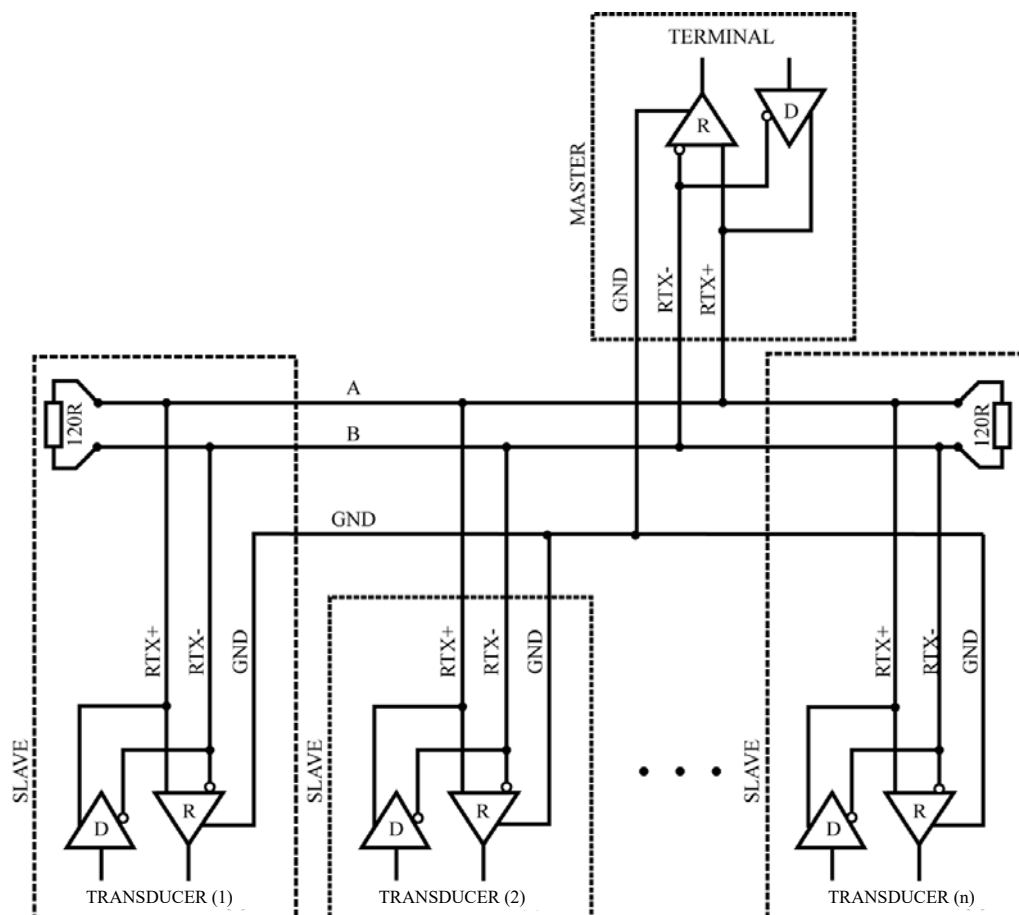 TERMINAL
R
D
MASTER
GND
RTX-
RTX+
A
120R
B
120R
GND
RTX+
RTX-
GND
RTX+
RTX-
GND
RTX+
RTX-
GND
SLAVE
SLAVE
SLAVE
D
R
D
R
D
R
TRANSDUCER (1)
TRANSDUCER (2)
TRANSDUCER (n)